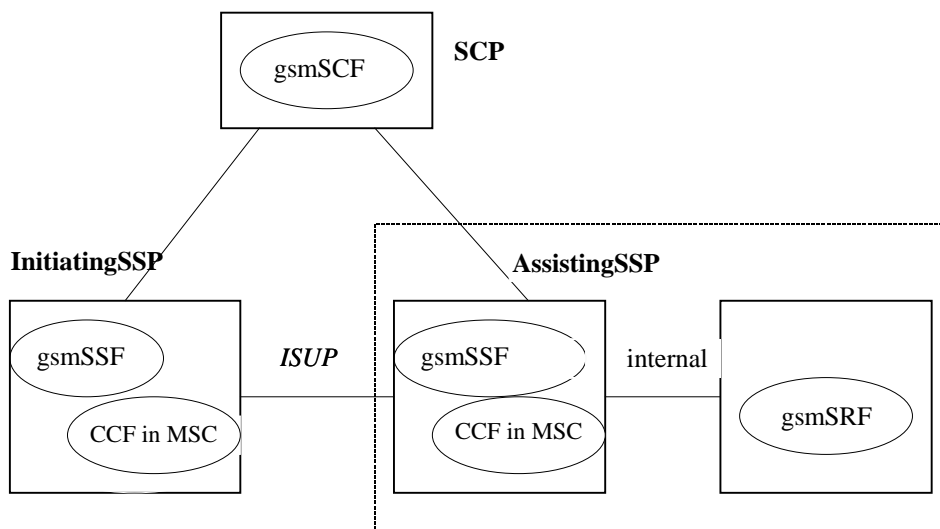 gsmSCF
SCP
InitiatingSSP
AssistingSSP
gsmSSF
ISUP
gsmSSF
internal
CCF in MSC
CCF in MSC
gsmSRF